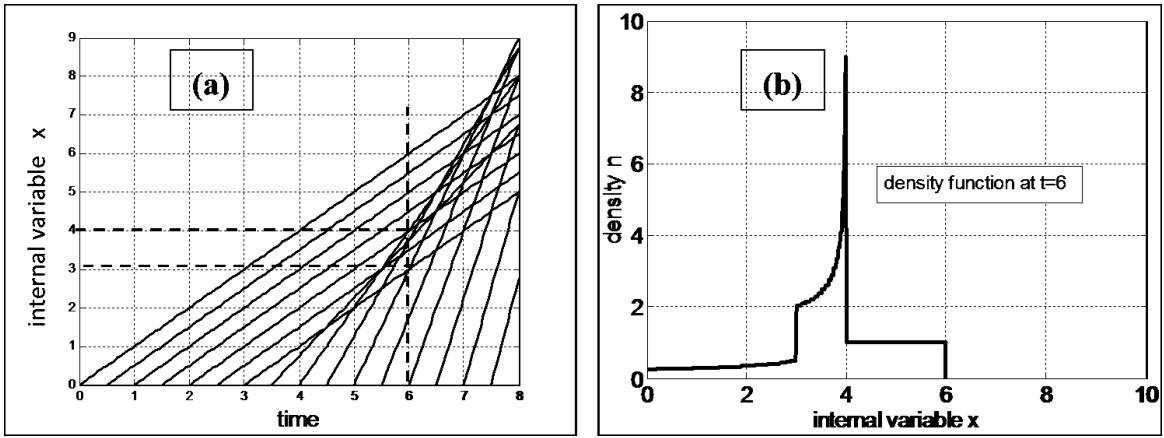 (a)
internal variable x
9
8
7
6
5
4
3
2
1
0
0 1 2 3 4 5 6 7 8
time
(b)
density n
10
8
6
4
2
0
density function at t=6
0 2 4 6 8 10
internal variable x